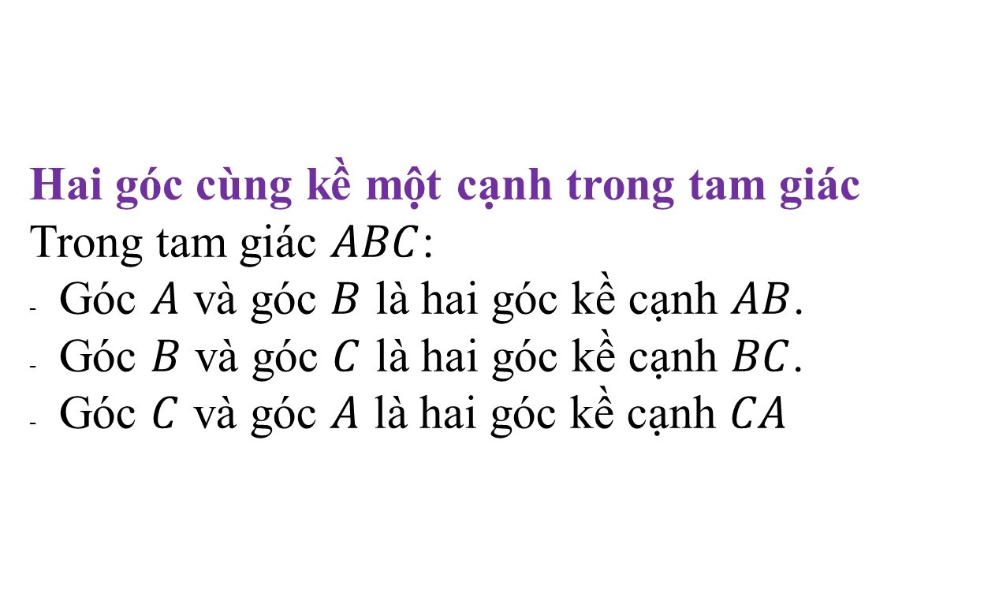 Hai góc cùng kề một cạnh trong tam giác
Trong tam giác ABC:
- Góc A và góc B là hai góc kề cạnh AB.
- Góc B và góc C là hai góc kề cạnh BC.
- Góc C và góc A là hai góc kề cạnh CA